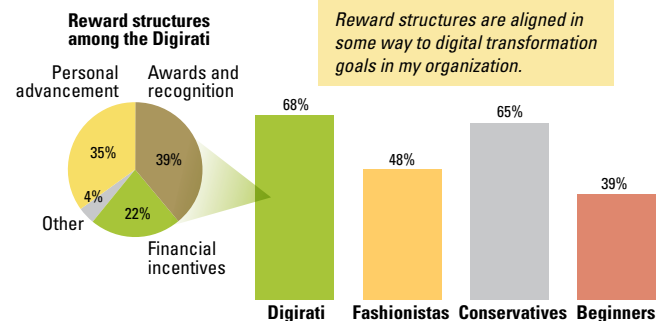 Reward structures
among the Digirati
Reward structures are aligned in
some way to digital transformation
goals in my organization.
Personal
advancement
Awards and
recognition
35%
39%
4%
22%
Other
Financial
incentives
68%
48%
65%
39%
Digirati
Fashionistas
Conservatives
Beginners